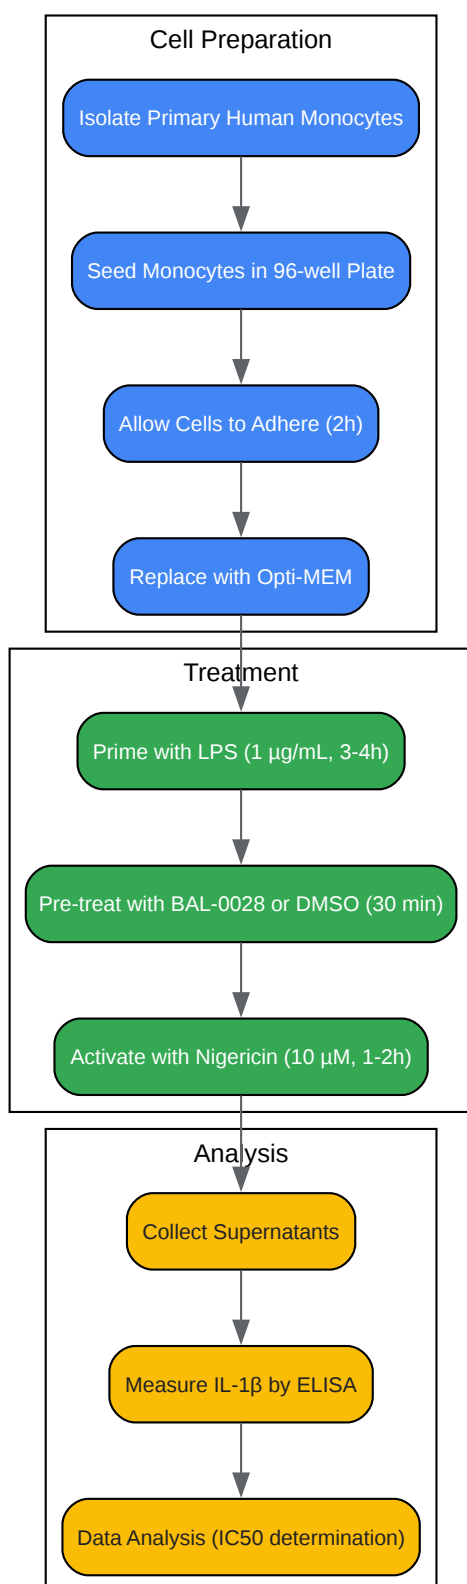 Cell Preparation
Isolate Primary Human Monocytes
Seed Monocytes in 96-well Plate
Allow Cells to Adhere (2h)
Replace with Opti-MEM
Treatment
Prime with LPS (1 µg/mL, 3-4h)
Pre-treat with BAL-0028 or DMSO (30 min)
Activate with Nigericin (10 µM, 1-2h)
Analysis
Collect Supernatants
Measure IL-1β by ELISA
Data Analysis (IC50 determination)